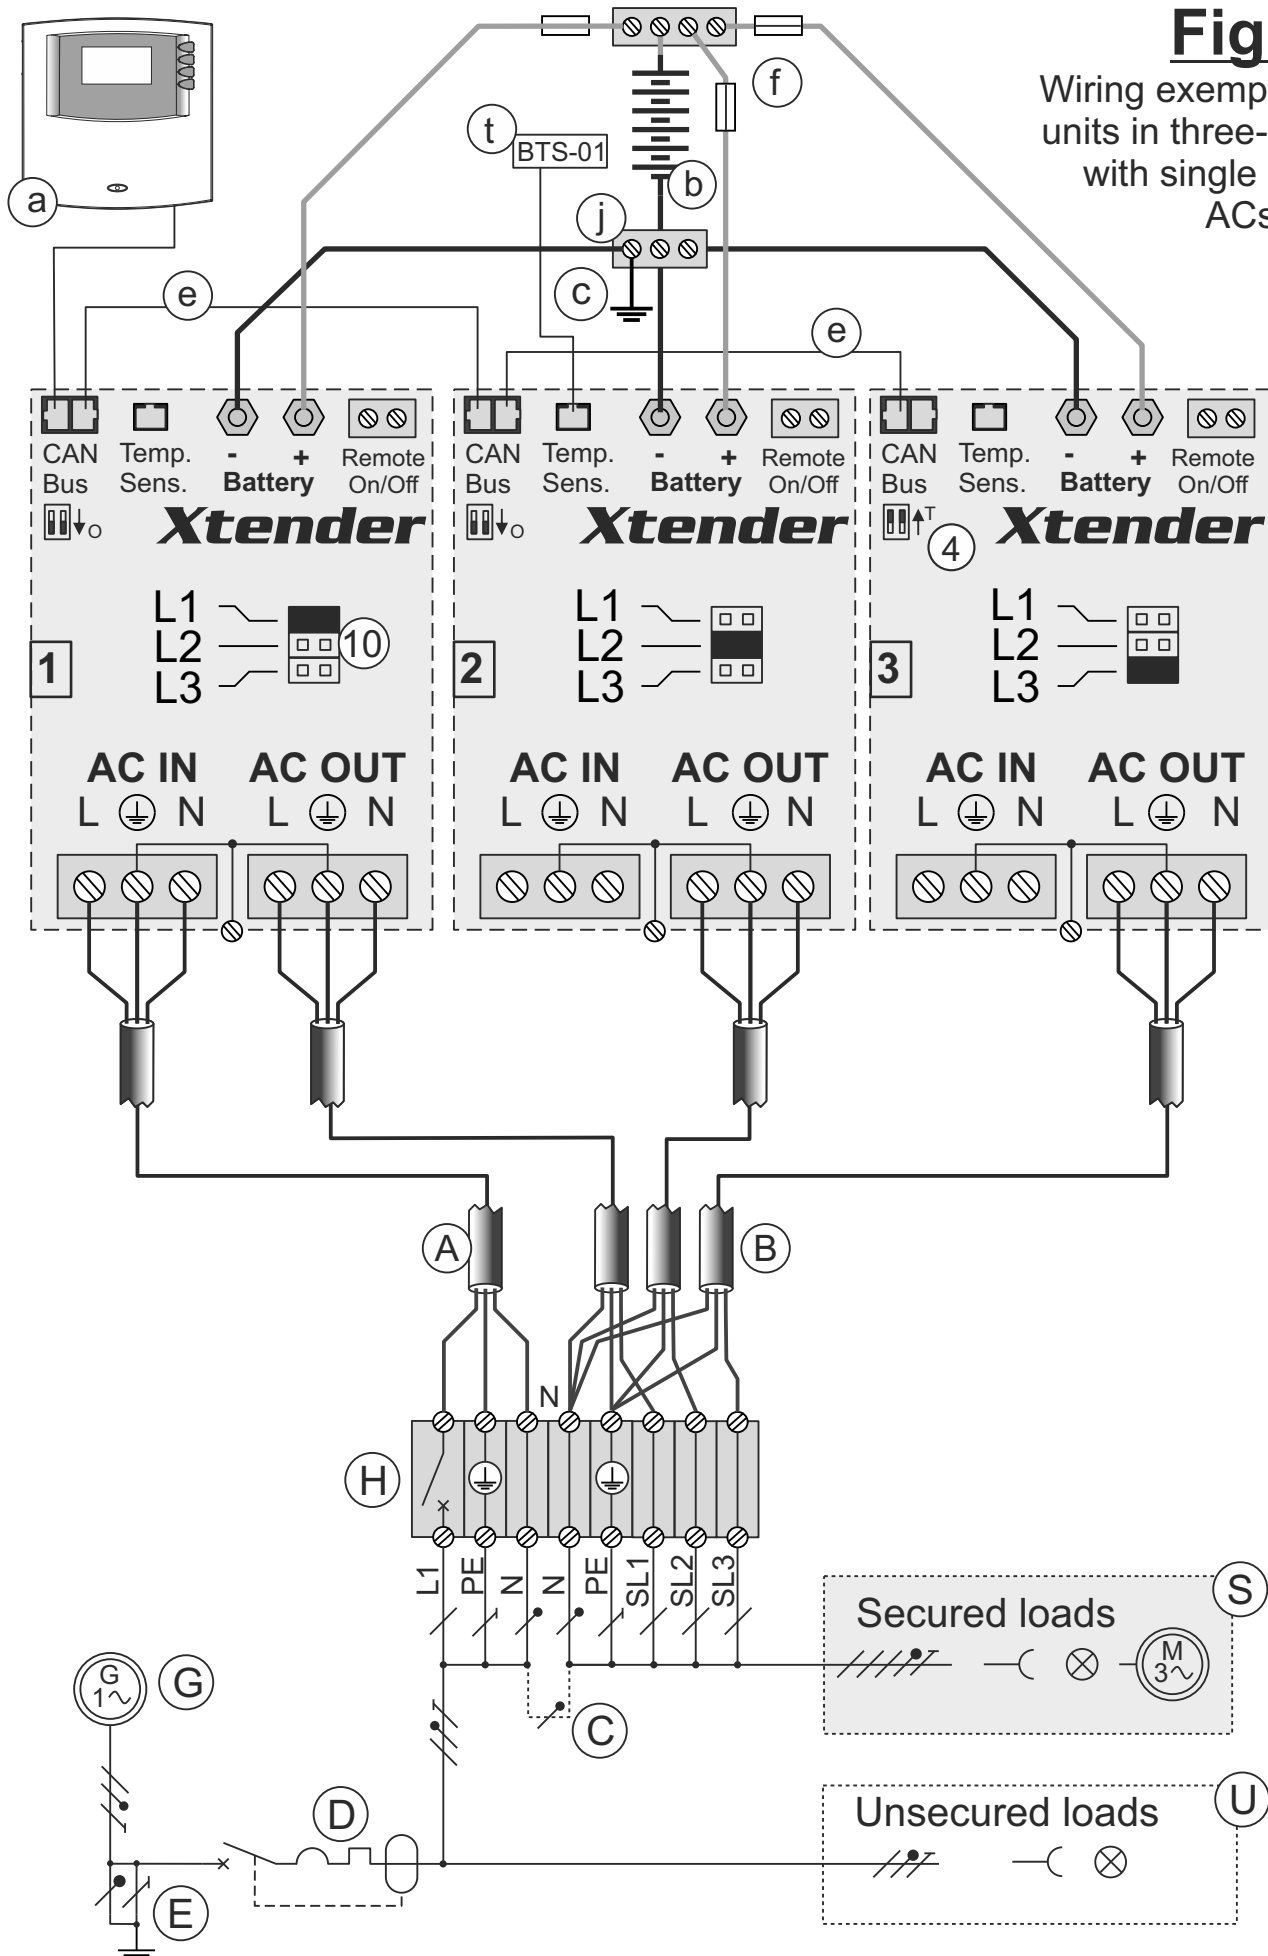 Fig
Wiring exemp
units in three-
with single
ACs
a
t
BTS-01
f
b
j
c
e
e
CAN Bus
Temp. Sens.
- +
Battery
Remote On/Off
O
Xtender
L1
L2
L3
10
1
AC IN
AC OUT
L N
L N
CAN Bus
Temp. Sens.
- +
Battery
Remote On/Off
O
Xtender
L1
L2
L3
2
AC IN
AC OUT
L N
L N
CAN Bus
Temp. Sens.
- +
Battery
Remote On/Off
T
4
Xtender
L1
L2
L3
3
AC IN
AC OUT
L N
L N
A
B
N
H
L1
PE
N
N
PE
SL1
SL2
SL3
S
Secured loads
M
3~
G
1~
G
C
U
Unsecured loads
D
E